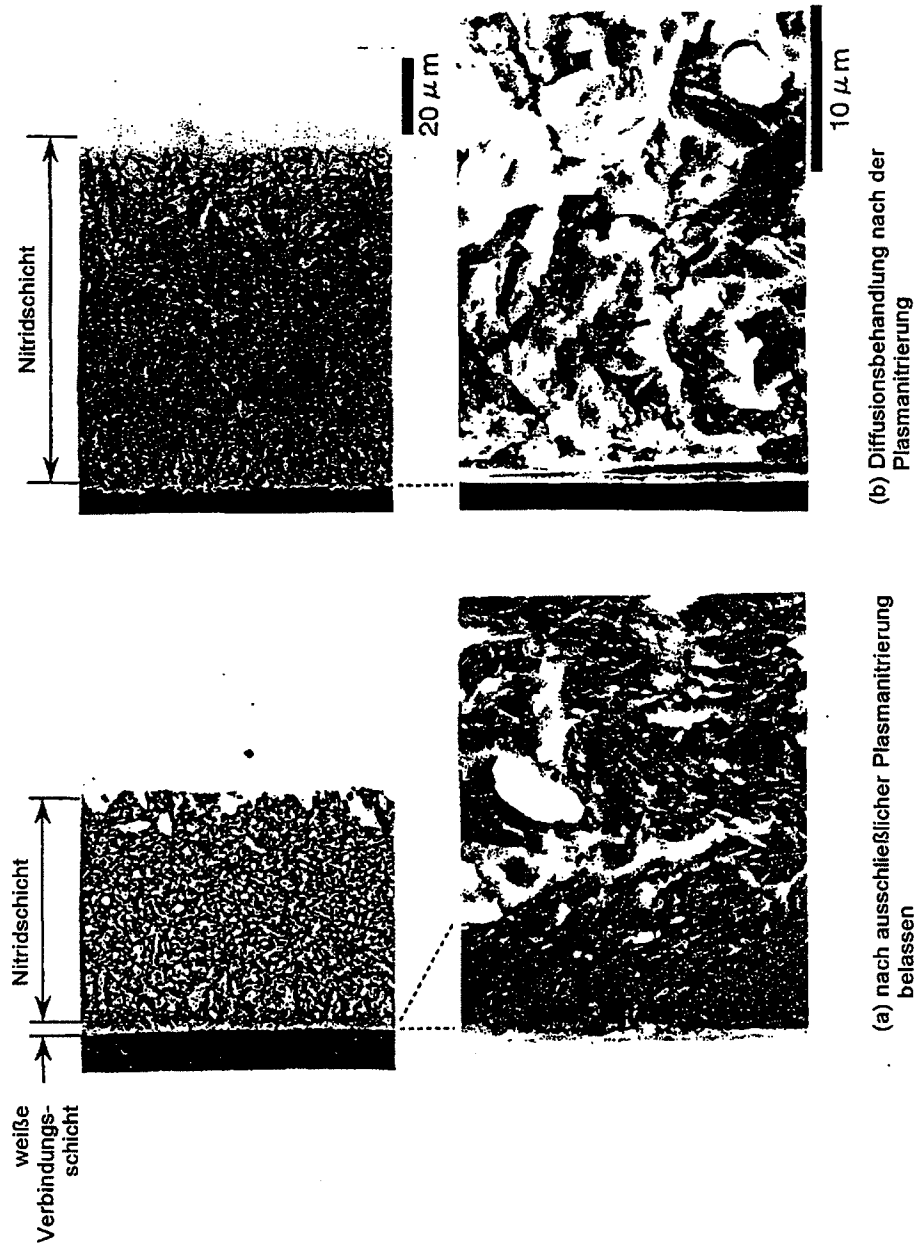 weiße
Verbindungs-
schicht
Nitridschicht
Nitridschicht
20 μm
10 μm
(a) nach ausschließlicher Plasmanitrierung
belassen
(b) Diffusionsbehandlung nach der
Plasmanitrierung